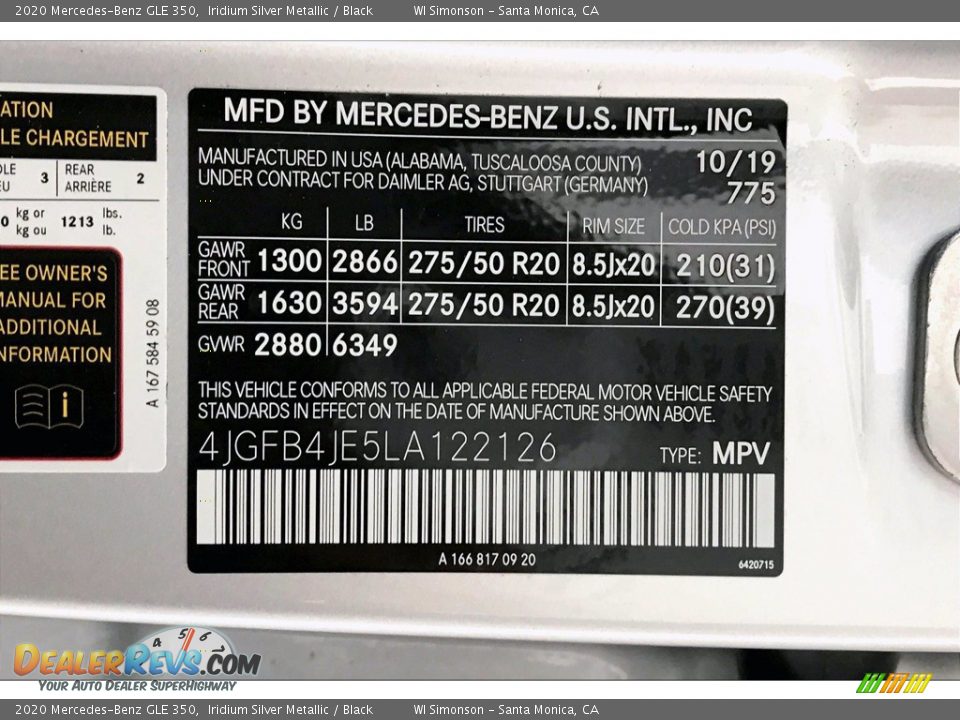 2020 Mercedes-Benz GLE 350, Iridium Silver Metallic / Black WI Simonson - Santa Monica, CA
ATION
LE CHARGEMENT
REAR
ARRIÈRE
3
2
kg or
kg ou
1213
lbs.
lb.
EE OWNER'S
MANUAL FOR
ADDITIONAL
NFORMATION
A 167 584 59 08
MFD BY MERCEDES-BENZ U.S. INTL., INC
MANUFACTURED IN USA (ALABAMA, TUSCALOOSA COUNTY) 10/19
UNDER CONTRACT FOR DAIMLER AG, STUTTGART (GERMANY) 775
KG LB TIRES RIM SIZE COLD KPA (PSI)
GAWR FRONT 1300 2866 275/50 R20 8.5Jx20 210(31)
GAWR REAR 1630 3594 275/50 R20 8.5Jx20 270(39)
GVWR 2880 6349
THIS VEHICLE CONFORMS TO ALL APPLICABLE FEDERAL MOTOR VEHICLE SAFETY
STANDARDS IN EFFECT ON THE DATE OF MANUFACTURE SHOWN ABOVE.
4JGFB4JE5LA122126 TYPE: MPV
A 166 817 09 20
6420715
4 5 6
DEALERREVS.COM
YOUR AUTO DEALER SUPERHIGHWAY
2020 Mercedes-Benz GLE 350, Iridium Silver Metallic / Black WI Simonson - Santa Monica, CA